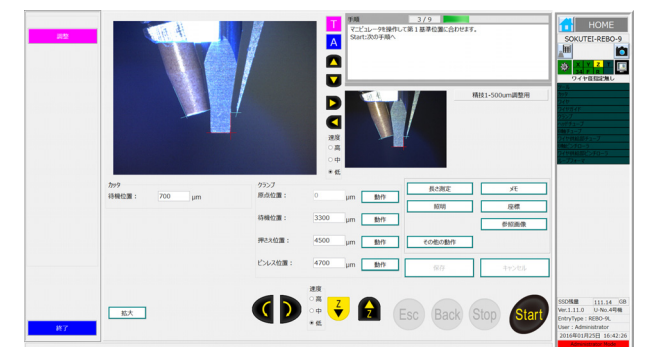 調整
T
A
速度
高
中
低
手順
3 / 9
マニピュレータを操作して第1基準位置に合わせます。
Start:次の手順へ
精技1-500um調整用
カッタ
待機位置：
700
μm
クランプ
原点位置：
0
μm
動作
待機位置：
3300
μm
動作
押さえ位置：
4500
μm
動作
ピンレス位置：
4700
μm
動作
長さ測定
メモ
照明
座標
参照画像
その他の動作
保存
キャンセル
拡大
速度
高
中
低
Z
Z
Esc
Back
Stop
Start
終了
HOME
SOKUTEI-REBO-9
X
Y
Z
ワイヤ径指定無し
SSD残量
111.14
GB
Ver.1.11.0
U-No.4号機
EntryType : REBO-9L
User : Administrator
2016年01月25日 16:42:26
Administrator Mode